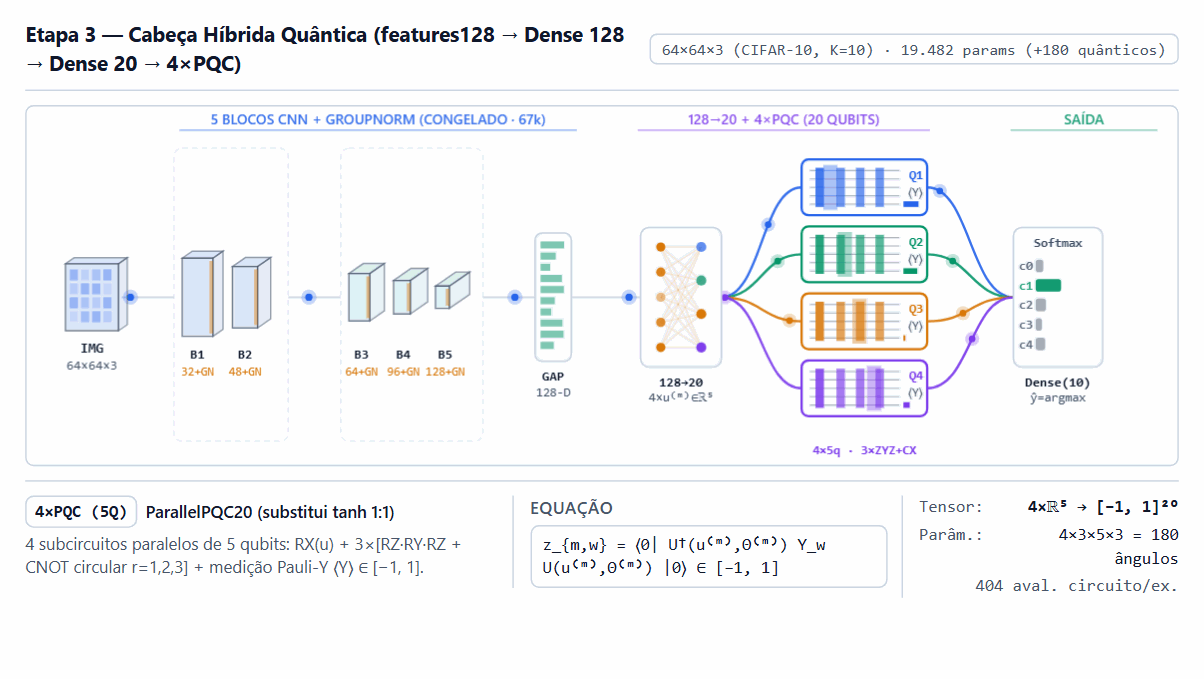 Etapa 3 — Cabeça Híbrida Quântica (features128 → Dense 128
→ Dense 20 → 4×PQC)
64×64×3 (CIFAR-10, K=10) · 19.482 params (+180 quânticos)
5 BLOCOS CNN + GROUPNORM (CONGELADO · 67k)
128→20 + 4×PQC (20 QUBITS)
SAÍDA
IMG
64×64×3
B1
32+GN
B2
48+GN
B3
64+GN
B4
96+GN
B5
128+GN
GAP
128-D
128→20
4×u⁽ᵐ⁾∈ℝ⁵
Q1
⟨Y⟩
Q2
⟨Y⟩
Q3
⟨Y⟩
Q4
⟨Y⟩
4×5q · 3×ZYZ+CX
Softmax
c0
c1
c2
c3
c4
Dense(10)
ŷ=argmax
4×PQC (5Q) ParallelPQC20 (substitui tanh 1:1)
4 subcircuitos paralelos de 5 qubits: RX(u) + 3×[RZ·RY·RZ +
CNOT circular r=1,2,3] + medição Pauli-Y ⟨Y⟩ ∈ [−1, 1].
EQUAÇÃO
z_{m,w} = ⟨0| U†(u⁽ᵐ⁾,Θ⁽ᵐ⁾) Y_w
U(u⁽ᵐ⁾,Θ⁽ᵐ⁾) |0⟩ ∈ [−1, 1]
Tensor: 4×ℝ⁵ → [−1, 1]²⁰
Parâm.: 4×3×5×3 = 180
ângulos
404 aval. circuito/ex.